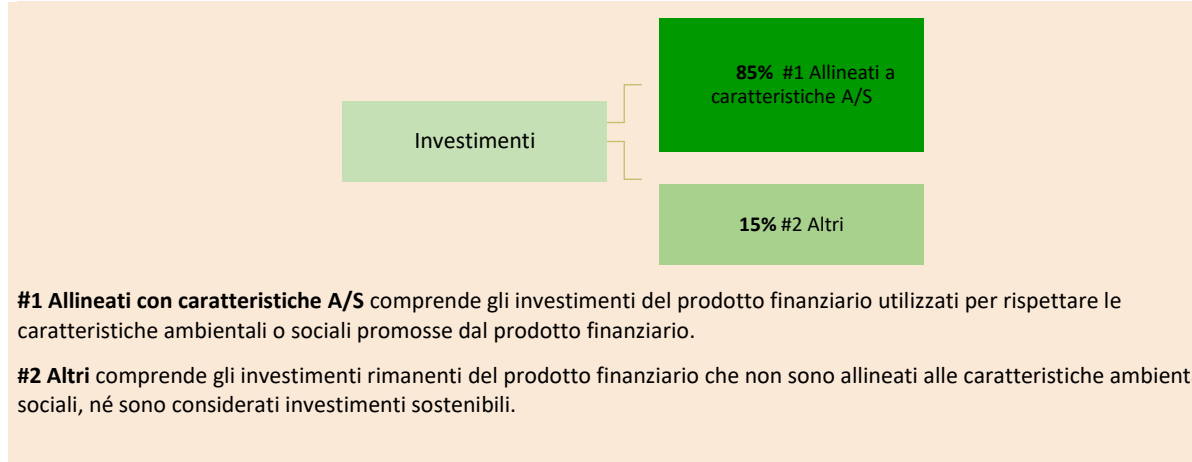 85% #1 Allineati a
caratteristiche A/S
Investimenti
15% #2 Altri
#1 Allineati con caratteristiche A/S comprende gli investimenti del prodotto finanziario utilizzati per rispettare le
caratteristiche ambientali o sociali promosse dal prodotto finanziario.
#2 Altri comprende gli investimenti rimanenti del prodotto finanziario che non sono allineati alle caratteristiche ambient
sociali, né sono considerati investimenti sostenibili.